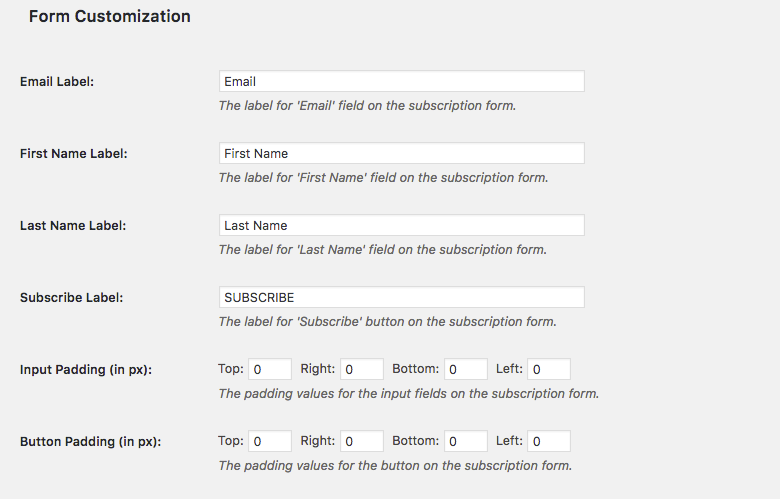 Form Customization
Email Label: Email
The label for 'Email' field on the subscription form.
First Name Label: First Name
The label for 'First Name' field on the subscription form.
Last Name Label: Last Name
The label for 'Last Name' field on the subscription form.
Subscribe Label: SUBSCRIBE
The label for 'Subscribe' button on the subscription form.
Input Padding (in px): Top: 0 Right: 0 Bottom: 0 Left: 0
The padding values for the input fields on the subscription form.
Button Padding (in px): Top: 0 Right: 0 Bottom: 0 Left: 0
The padding values for the button on the subscription form.